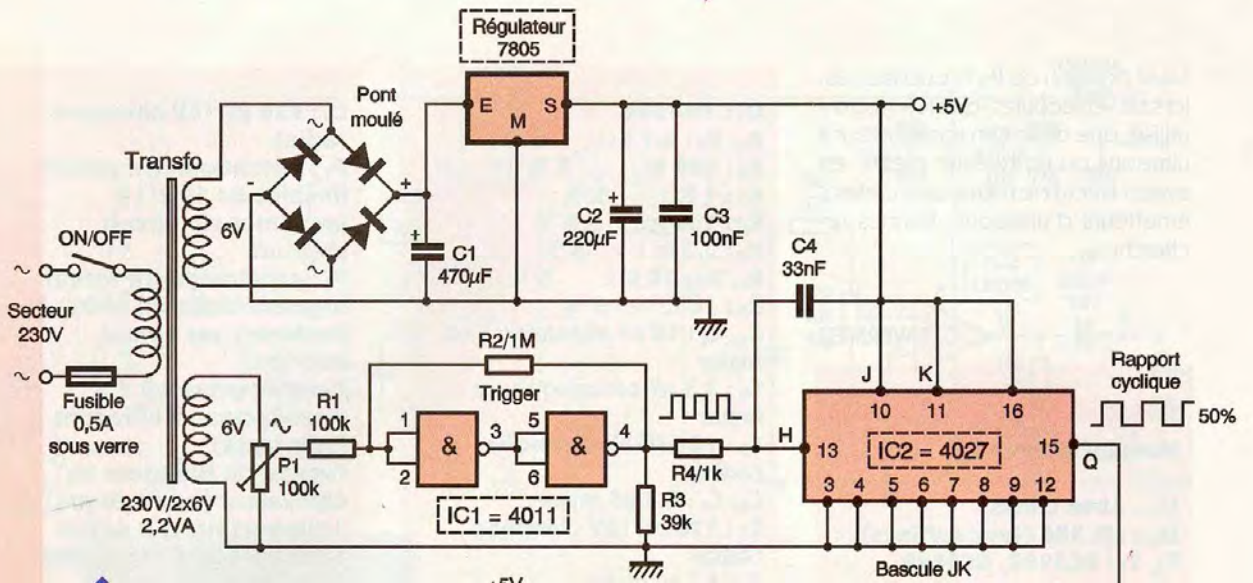 Régulateur
7805
E
S
M
+5V
Pont
moulé
~
~
+
Transfo
6V
ON/OFF
~
Secteur
230V
~
Fusible
0,5A
sous verre
+
C1
470µF
+
C2
220µF
C3
100nF
C4
33nF
R2/1M
Trigger
6V
~
R1
100k
P1
100k
230V/2x6V
2,2VA
1
2
&
3
5
6
&
4
IC1 = 4011
R4/1k
R3
39k
H
J
K
10
11
16
13
IC2 = 4027
15
Q
3
4
5
6
7
8
9
12
Bascule JK
Rapport
cyclique
50%
+5V